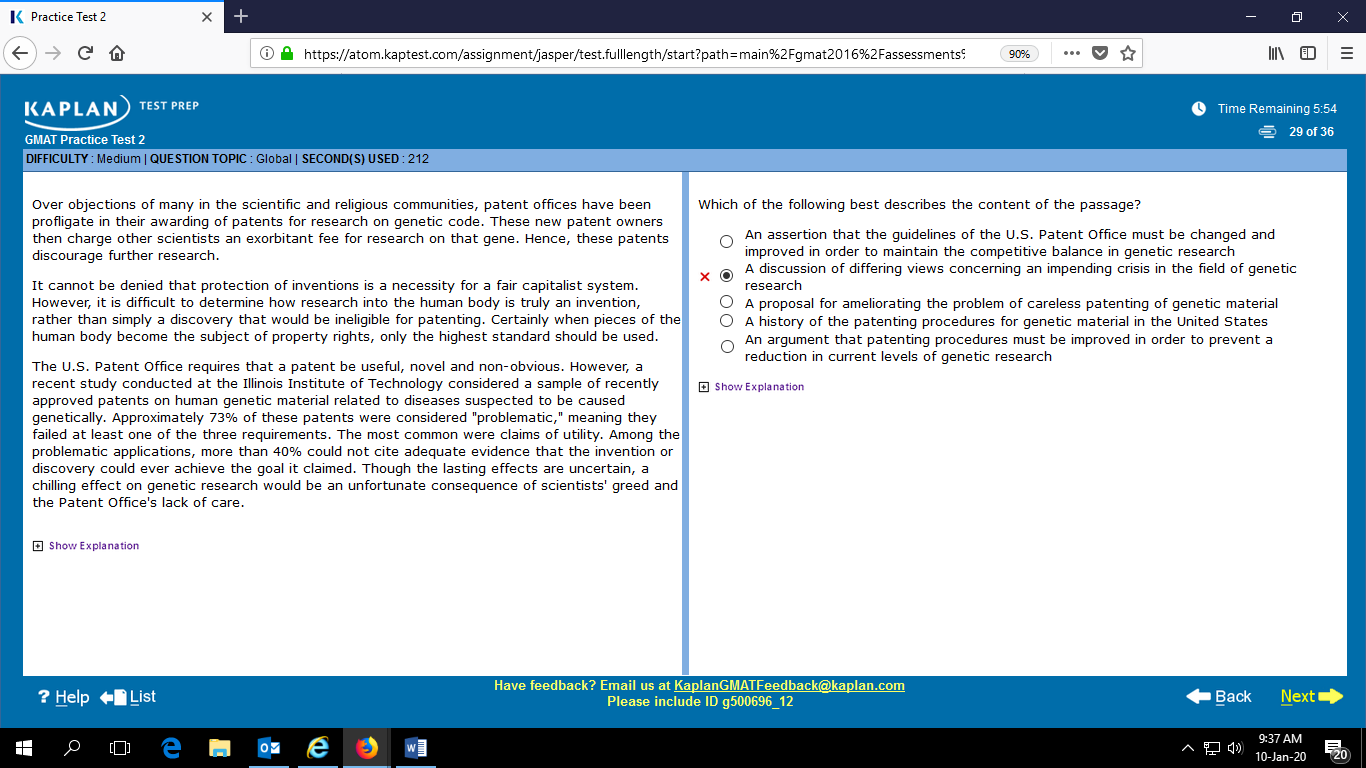 Practice Test 2
https://atom.kaptest.com/assignment/jasper/test.fulllength/start?path=main%2Fgmat2016%2Fassessments%
90%
KAPLAN TEST PREP
GMAT Practice Test 2
Time Remaining 5:54
29 of 36
DIFFICULTY : Medium | QUESTION TOPIC : Global | SECOND(S) USED : 212
Over objections of many in the scientific and religious communities, patent offices have been
profligate in their awarding of patents for research on genetic code. These new patent owners
then charge other scientists an exorbitant fee for research on that gene. Hence, these patents
discourage further research.
It cannot be denied that protection of inventions is a necessity for a fair capitalist system.
However, it is difficult to determine how research into the human body is truly an invention,
rather than simply a discovery that would be ineligible for patenting. Certainly when pieces of the
human body become the subject of property rights, only the highest standard should be used.
The U.S. Patent Office requires that a patent be useful, novel and non-obvious. However, a
recent study conducted at the Illinois Institute of Technology considered a sample of recently
approved patents on human genetic material related to diseases suspected to be caused
genetically. Approximately 73% of these patents were considered "problematic," meaning they
failed at least one of the three requirements. The most common were claims of utility. Among the
problematic applications, more than 40% could not cite adequate evidence that the invention or
discovery could ever achieve the goal it claimed. Though the lasting effects are uncertain, a
chilling effect on genetic research would be an unfortunate consequence of scientists' greed and
the Patent Office's lack of care.
Show Explanation
Which of the following best describes the content of the passage?
An assertion that the guidelines of the U.S. Patent Office must be changed and
improved in order to maintain the competitive balance in genetic research
A discussion of differing views concerning an impending crisis in the field of genetic
research
A proposal for ameliorating the problem of careless patenting of genetic material
A history of the patenting procedures for genetic material in the United States
An argument that patenting procedures must be improved in order to prevent a
reduction in current levels of genetic research
Show Explanation
? Help List
Have feedback? Email us at KaplanGMATFeedback@kaplan.com
Please include ID g500696_12
Back Next
9:37 AM
10-Jan-20
20